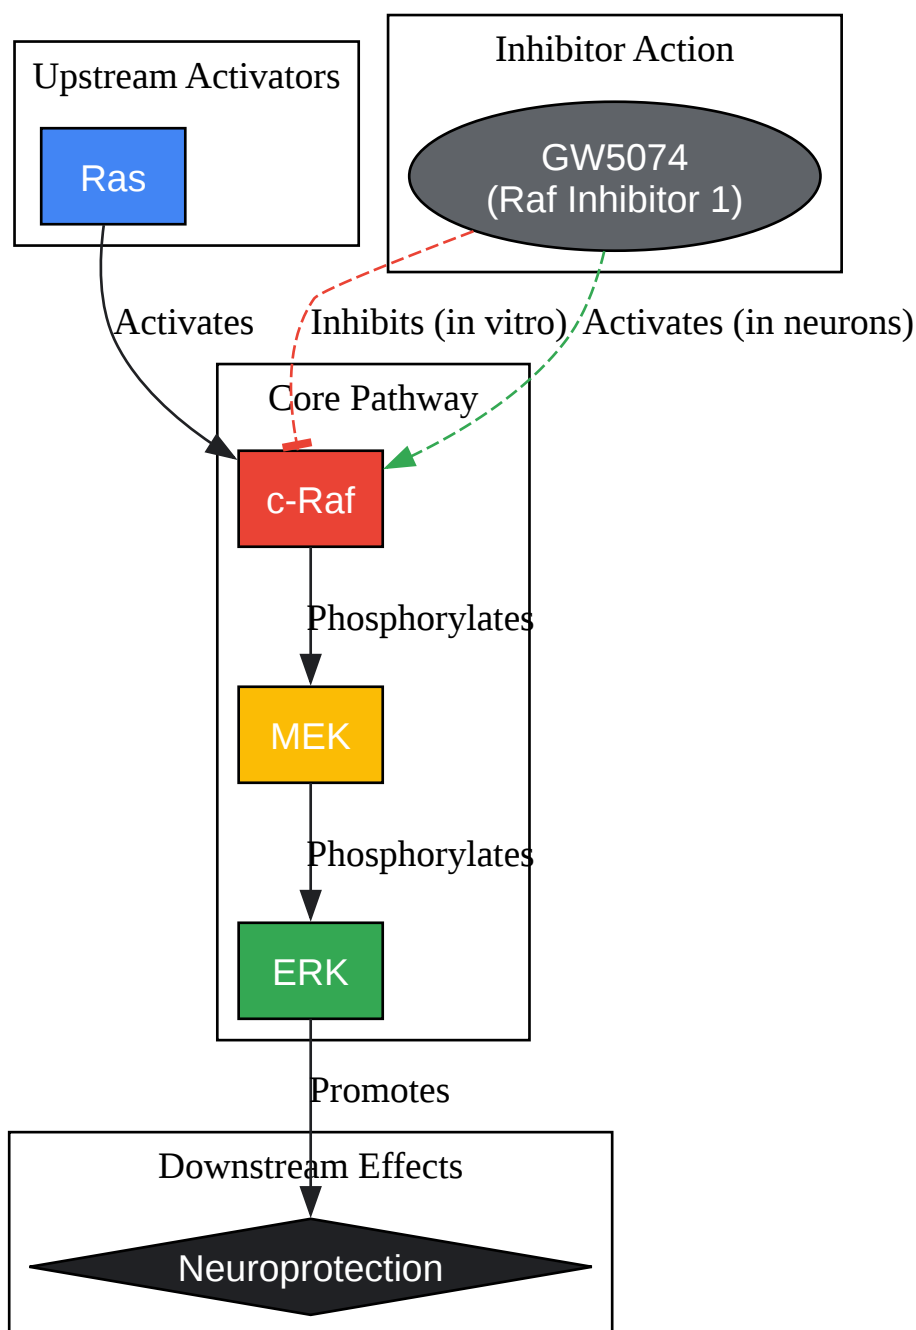 Inhibitor Action
Upstream Activators
GW5074
(Raf Inhibitor 1)
Ras
Activates
Inhibits (in vitro)
Activates (in neurons)
Core Pathway
c-Raf
Phosphorylates
MEK
Phosphorylates
ERK
Promotes
Downstream Effects
Neuroprotection